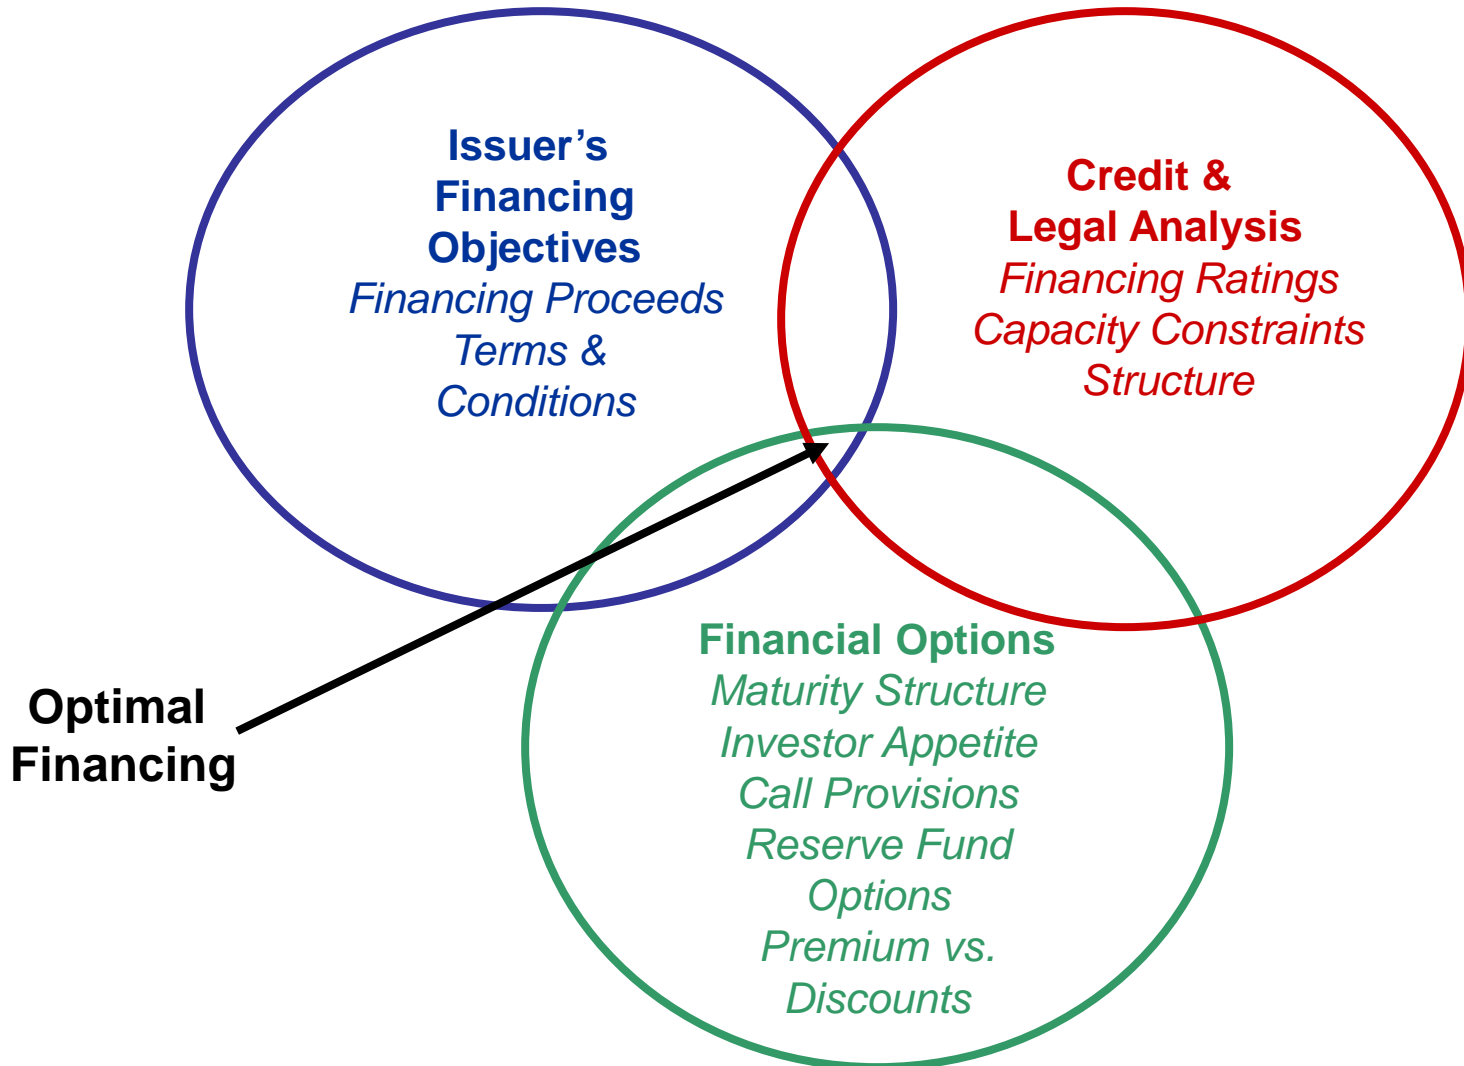 Issuer’s
Financing
Objectives
Financing Proceeds
Terms &
Conditions
Credit &
Legal Analysis
Financing Ratings
Capacity Constraints
Structure
Financial Options
Maturity Structure
Investor Appetite
Call Provisions
Reserve Fund
Options
Premium vs.
Discounts
Optimal
Financing